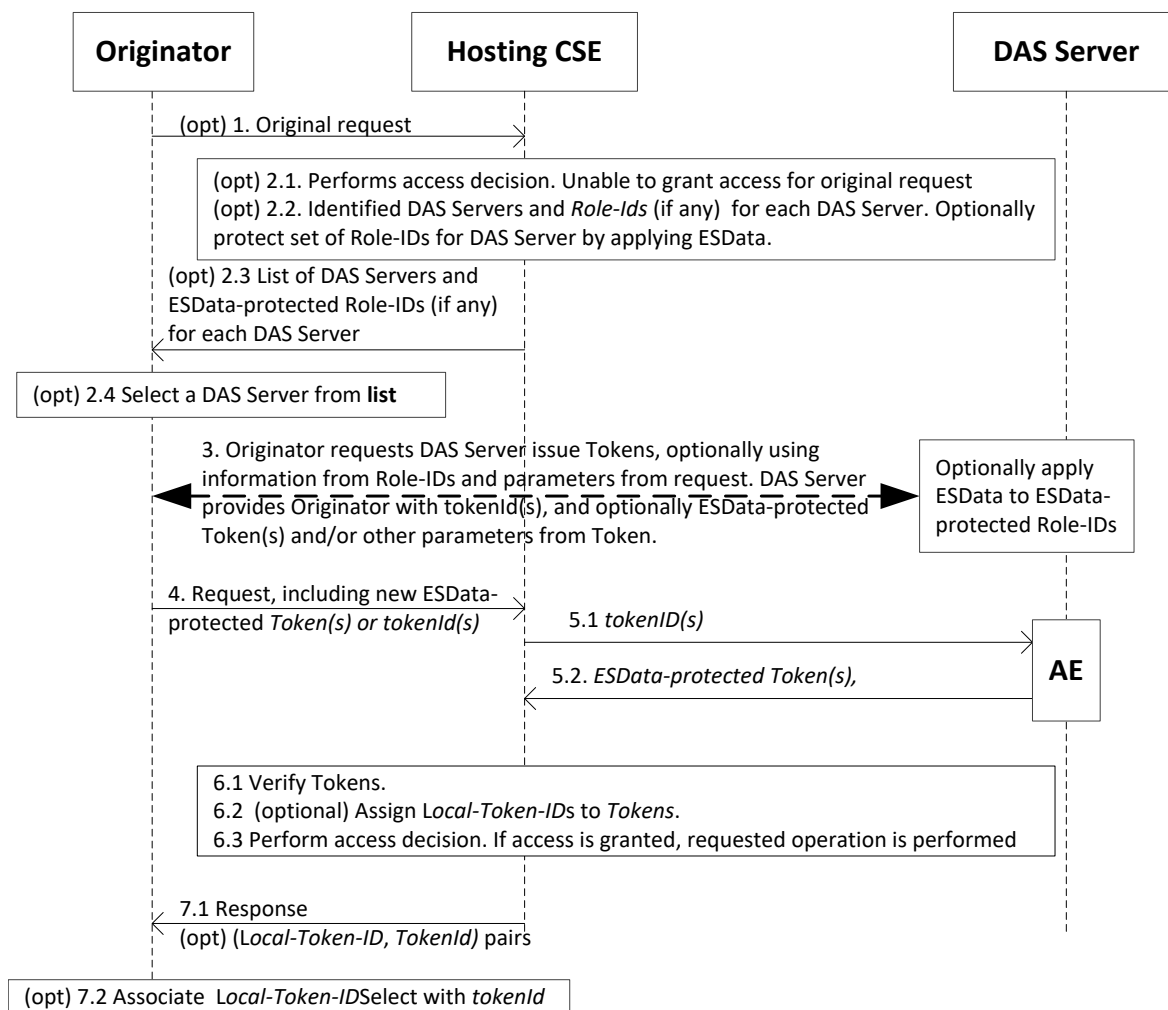 Originator
Hosting CSE
DAS Server
(opt) 1. Original request
(opt) 2.1. Performs access decision. Unable to grant access for original request
(opt) 2.2. Identified DAS Servers and Role-Ids (if any)  for each DAS Server. Optionally
protect set of Role-IDs for DAS Server by applying ESData.
(opt) 2.3 List of DAS Servers and
ESData-protected Role-IDs (if any)
for each DAS Server
(opt) 2.4 Select a DAS Server from list
3. Originator requests DAS Server issue Tokens, optionally using
information from Role-IDs and parameters from request. DAS Server
provides Originator with tokenId(s), and optionally ESData-protected
Token(s) and/or other parameters from Token.
Optionally apply
ESData to ESData-
protected Role-IDs
4. Request, including new ESData-
protected Token(s) or tokenId(s)
5.1 tokenID(s)
5.2. ESData-protected Token(s),
AE
6.1 Verify Tokens.
6.2  (optional) Assign Local-Token-IDs to Tokens.
6.3 Perform access decision. If access is granted, requested operation is performed
7.1 Response
(opt) (Local-Token-ID, TokenId) pairs
(opt) 7.2 Associate  Local-Token-IDSelect with tokenId